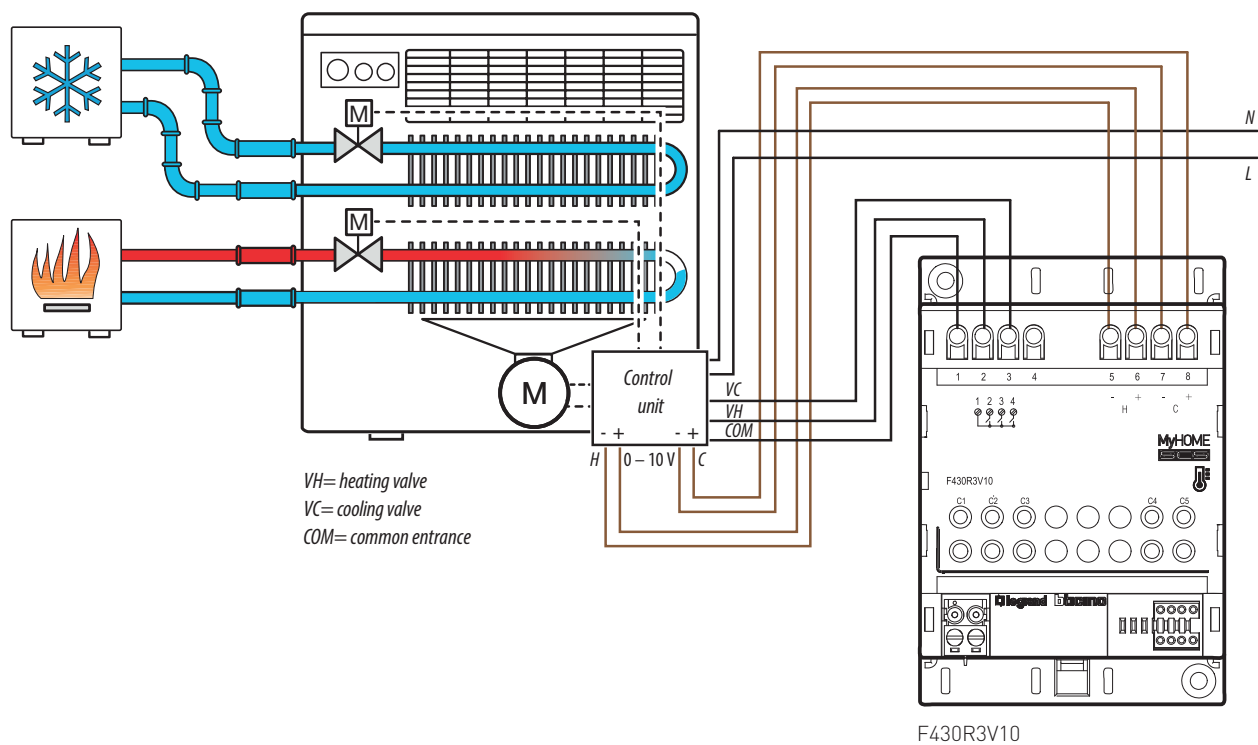 M
M
N
L
M
Control
unit
- +
- +
VC
VH
COM
H
0 – 10 V
C
VH= heating valve
VC= cooling valve
COM= common entrance
1 2 3 4 5 6 7 8
- + - +
H C
1 2 3 4
MyHOME
SCS
F430R3V10
C1 C2 C3 C4 C5
legrand bticino
F430R3V10